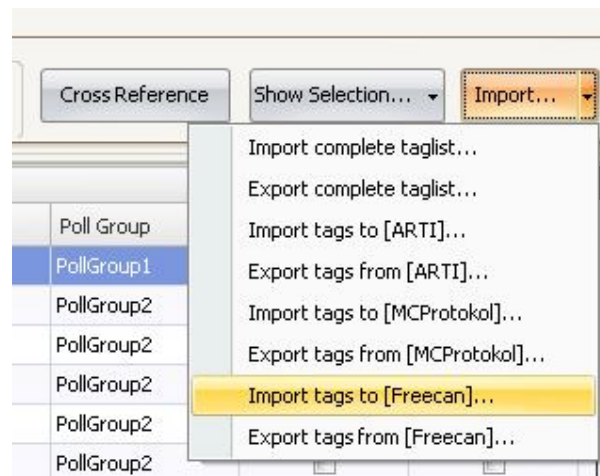 Cross Reference
Show Selection...
Import...
Import complete taglist...
Export complete taglist...
Import tags to [ARTI]...
Export tags from [ARTI]...
Import tags to [MCProtokol]...
Export tags from [MCProtokol]...
Import tags to [Freecan]...
Export tags from [Freecan]...
Poll Group
PollGroup1
PollGroup2
PollGroup2
PollGroup2
PollGroup2
PollGroup2